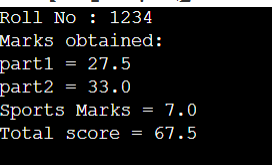 Roll No : 1234
Marks obtained:
part1 = 27.5
part2 = 33.0
Sports Marks = 7.0
Total score = 67.5